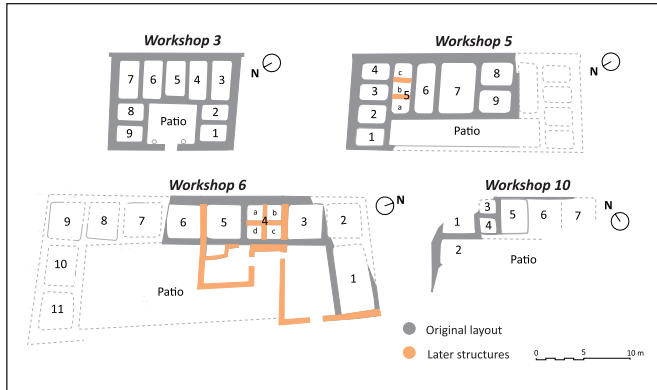 Workshop 3
N
7 6 5 4 3
8 2
Patio
9 1
Workshop 5
N
4 c 8
3 b 5 6 7
a 9
2
1 Patio
Workshop 6
N
a b
9 8 7 6 5 4 3 2
d c
10
1
Patio
11
Workshop 10
N
3
1 5 6 7
4
2
Patio
Original layout
Later structures
0 5 10 m